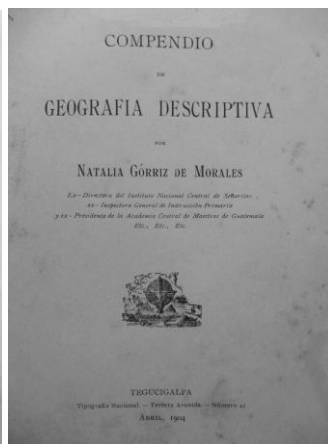 COMPENDIO
DE
GEOGRAFIA DESCRIPTIVA
POR
NATALIA GÓRRIZ DE MORALES
Ex-Directora del Instituto Nacional Central de Señoritas,
ex-Inspectora General de Instrucción Primaria
y ex-Presidenta de la Academia Central de Maestros de Guatemala
Etc., Etc., Etc.
TEGUCIGALPA
Tipografía Nacional.—Tercera Avenida.—Número 41
ABRIL, 1904